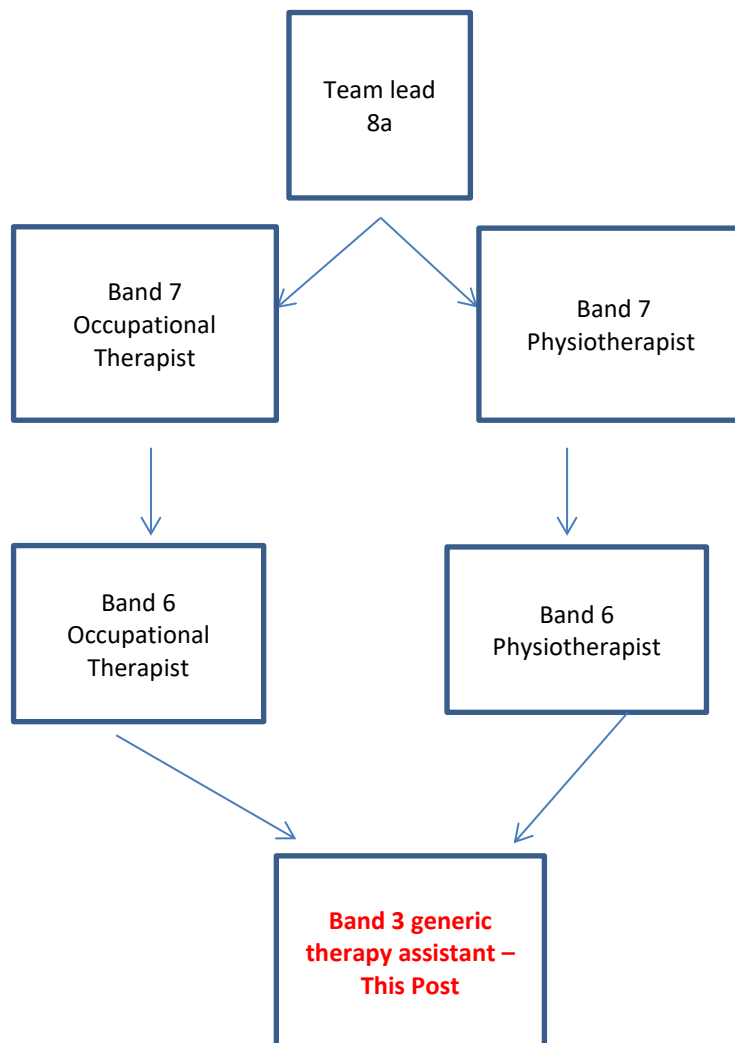 Team lead
8a
Band 7
Occupational
Therapist
Band 7
Physiotherapist
Band 6
Occupational
Therapist
Band 6
Physiotherapist
Band 3 generic
therapy assistant –
This Post